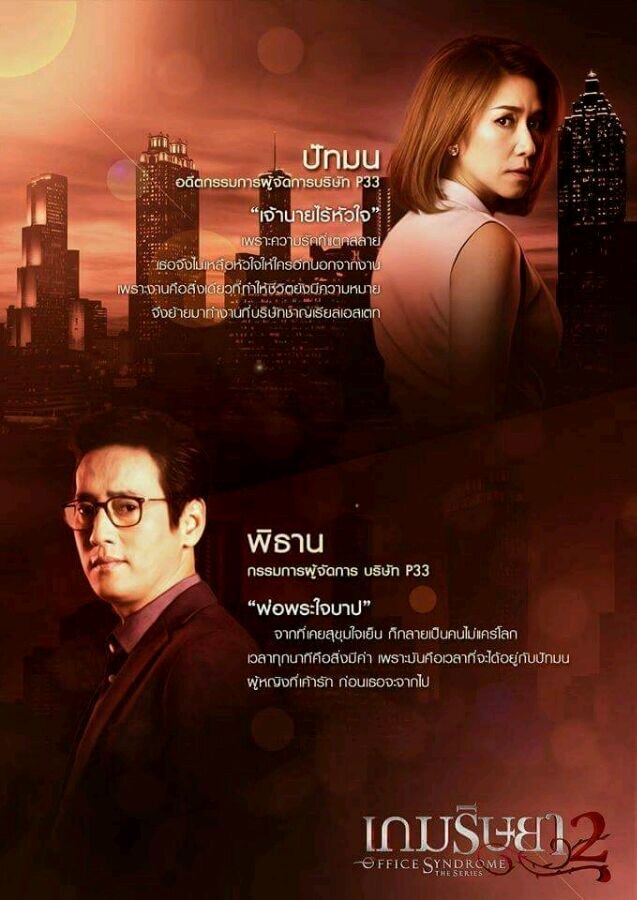 ปัทมน
อดีตกรรมการผู้จัดการบริษัท P33
“เจ้านายไร้หัวใจ”
เพราะความรักที่แตกสลาย
เธอจึงไม่เหลือหัวใจให้ใครอีกนอกจากงาน
เพราะงานคือสิ่งเดียวที่ทำให้ชีวิตยังมีความหมาย
จึงย้ายมาทำงานที่บริษัทชาญเรียลเอสเตท
พิธาน
กรรมการผู้จัดการ บริษัท P33
“พ่อพระใจบาป”
จากที่เคยสุขุมใจเย็น ก็กลายเป็นคนไม่แคร์โลก
เวลาทุกนาทีคือสิ่งมีค่า เพราะมันคือเวลาที่จะได้อยู่กับปัทมน
ผู้หญิงที่เค้ารัก ก่อนเธอจะจากไป
เกมริษยา 2
OFFICE SYNDROME
THE SERIES